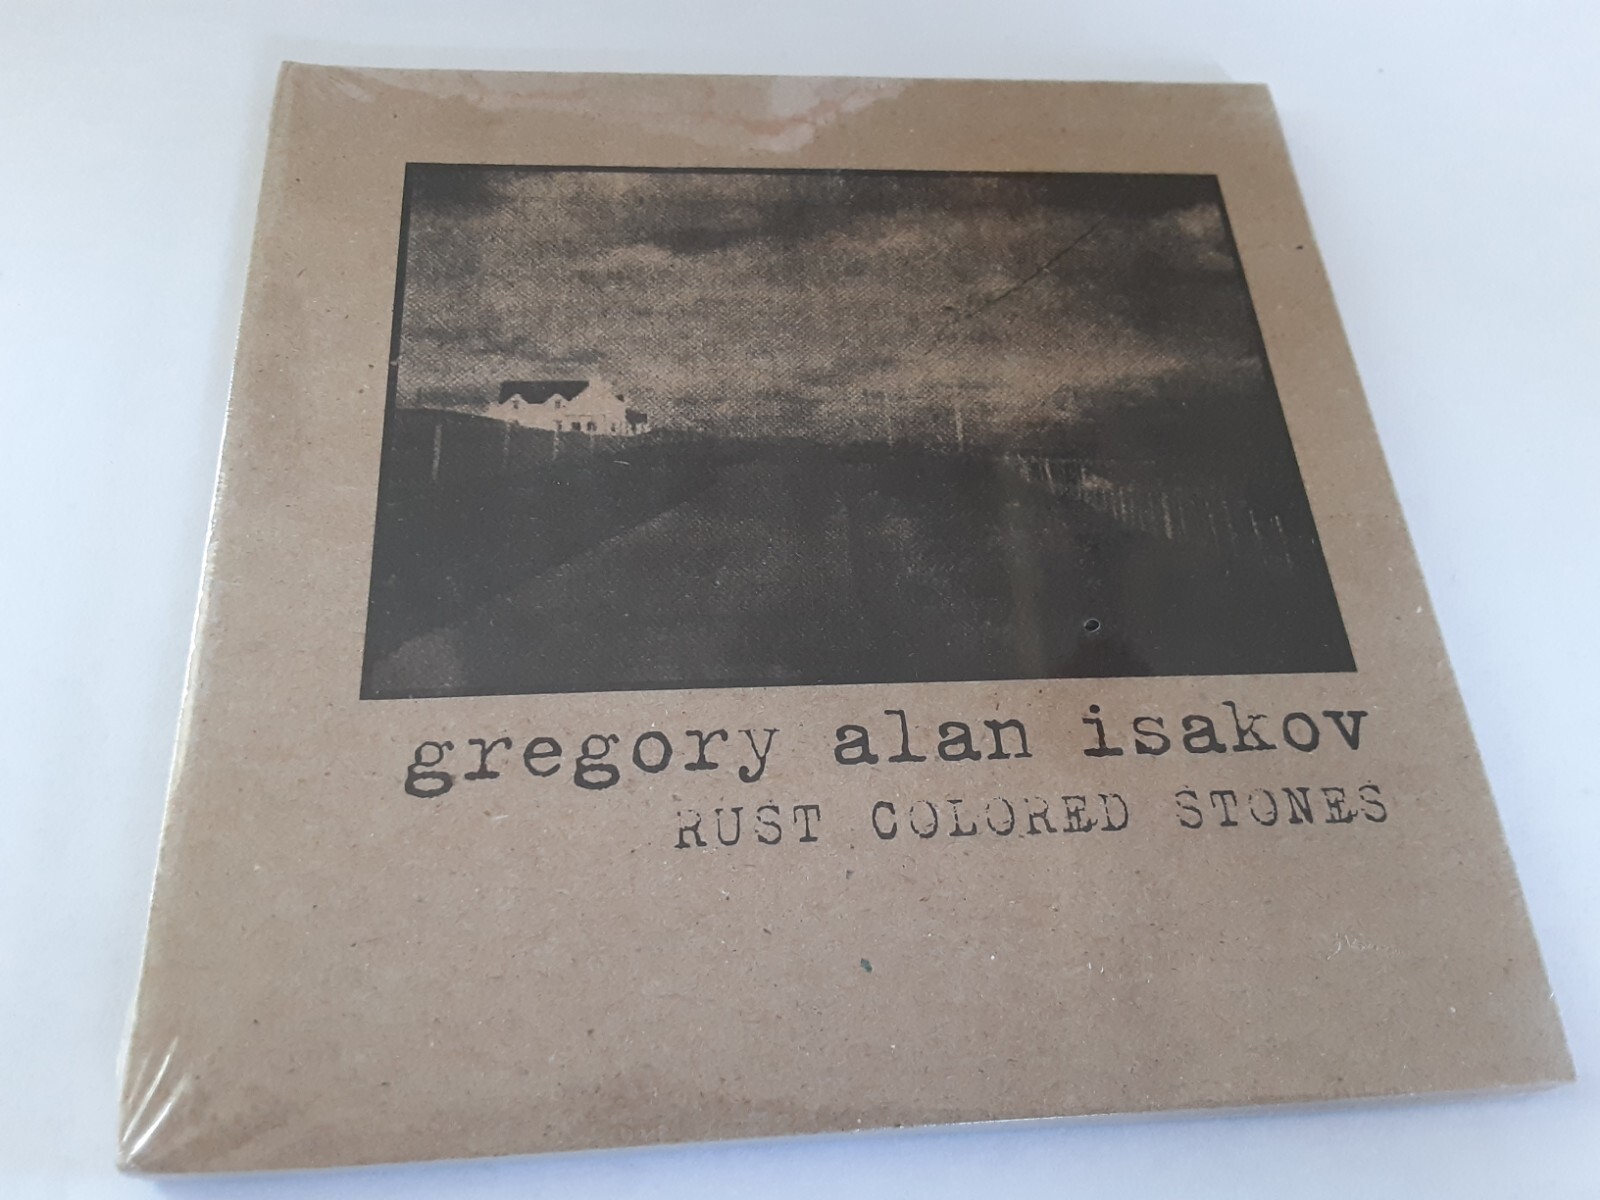 gregory alan isakov
RUST COLORED STONES